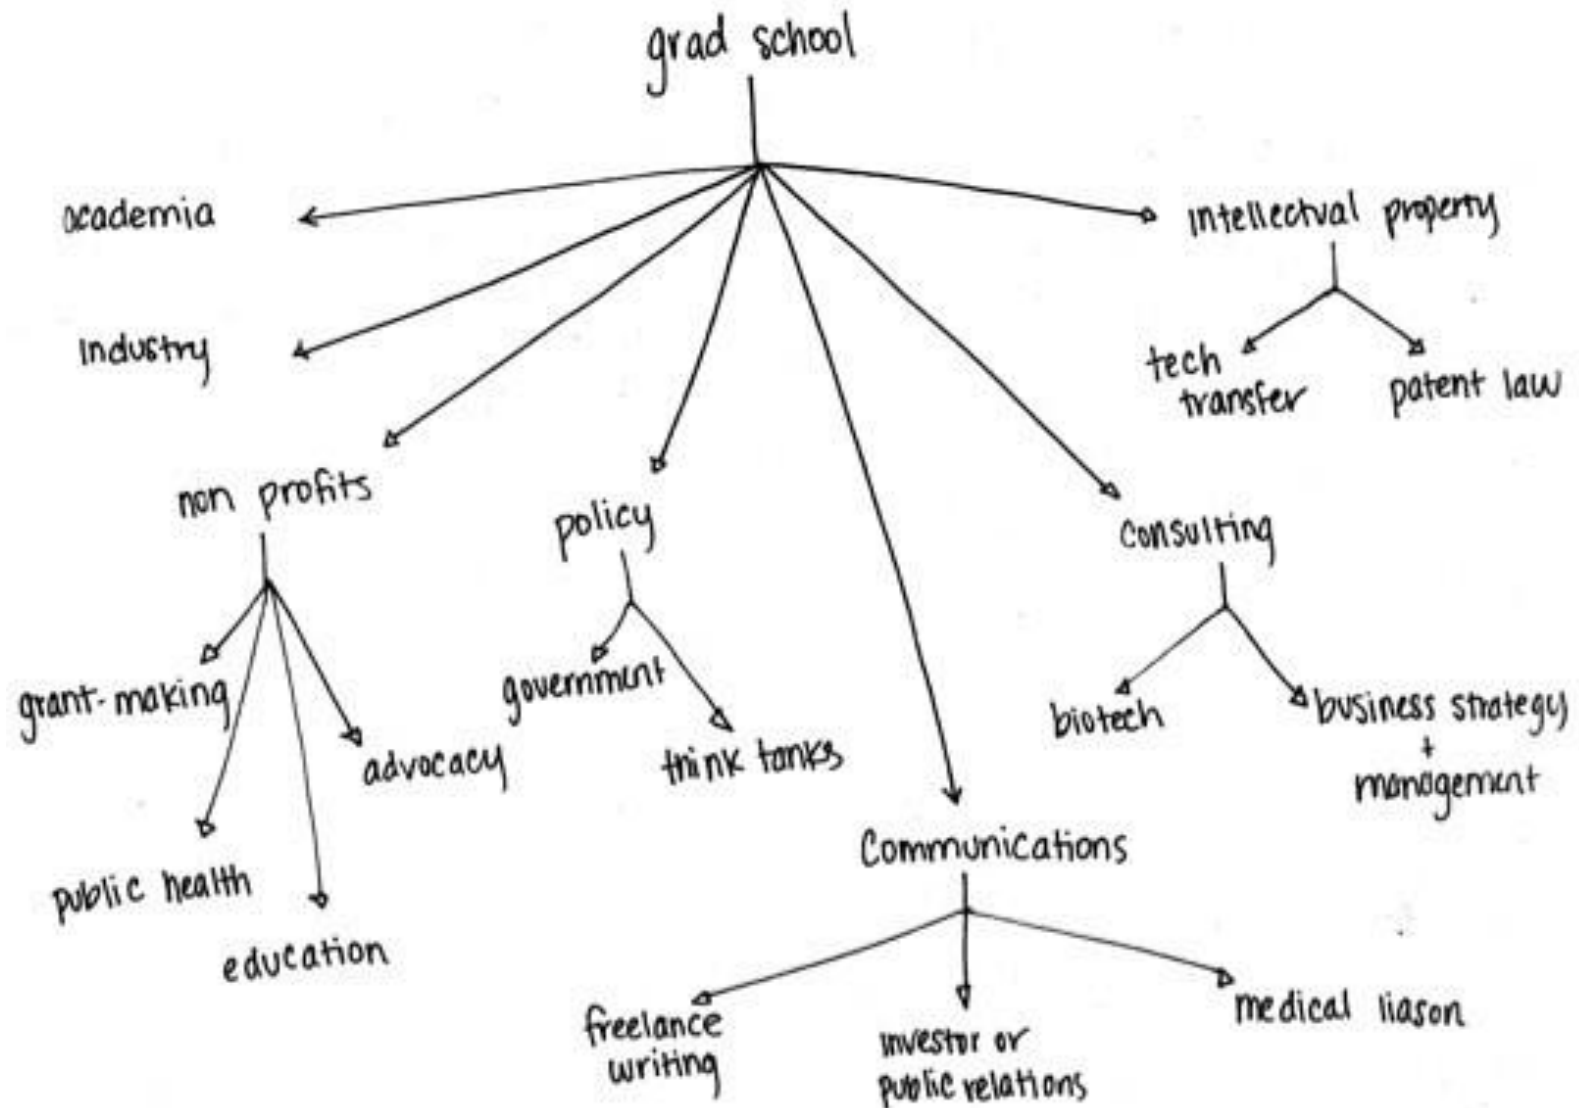 grad school
academia
intellectual property
industry
tech
transfer
patent law
non profits
policy
consulting
grant-making
government
biotech
business strategy
+
management
advocacy
think tanks
public health
education
Communications
freelance
writing
investor or
public relations
medical liason